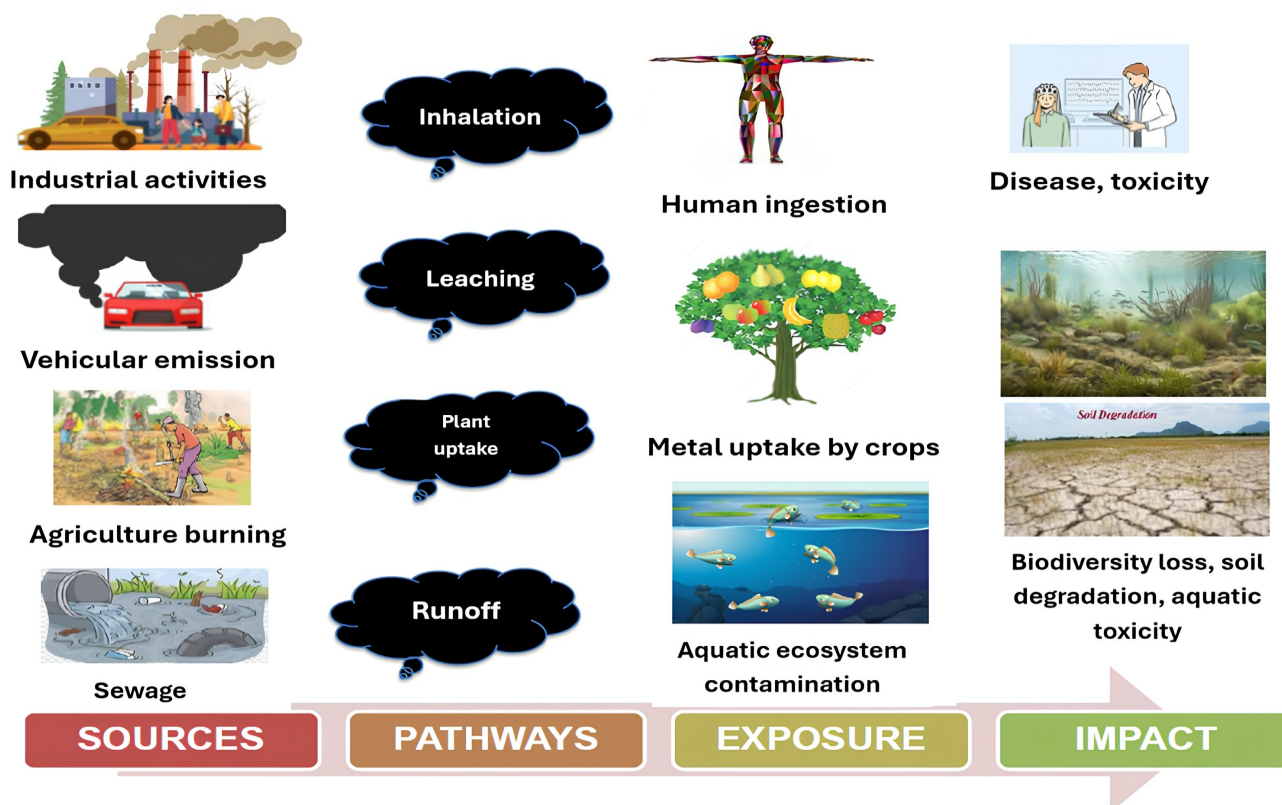 Industrial activities
Vehicular emission
Agriculture burning
Sewage
SOURCES
Inhalation
Leaching
Plant
uptake
Runoff
PATHWAYS
Human ingestion
Metal uptake by crops
Aquatic ecosystem
contamination
EXPOSURE
Disease, toxicity
Soil Degradation
Biodiversity loss, soil
degradation, aquatic
toxicity
IMPACT